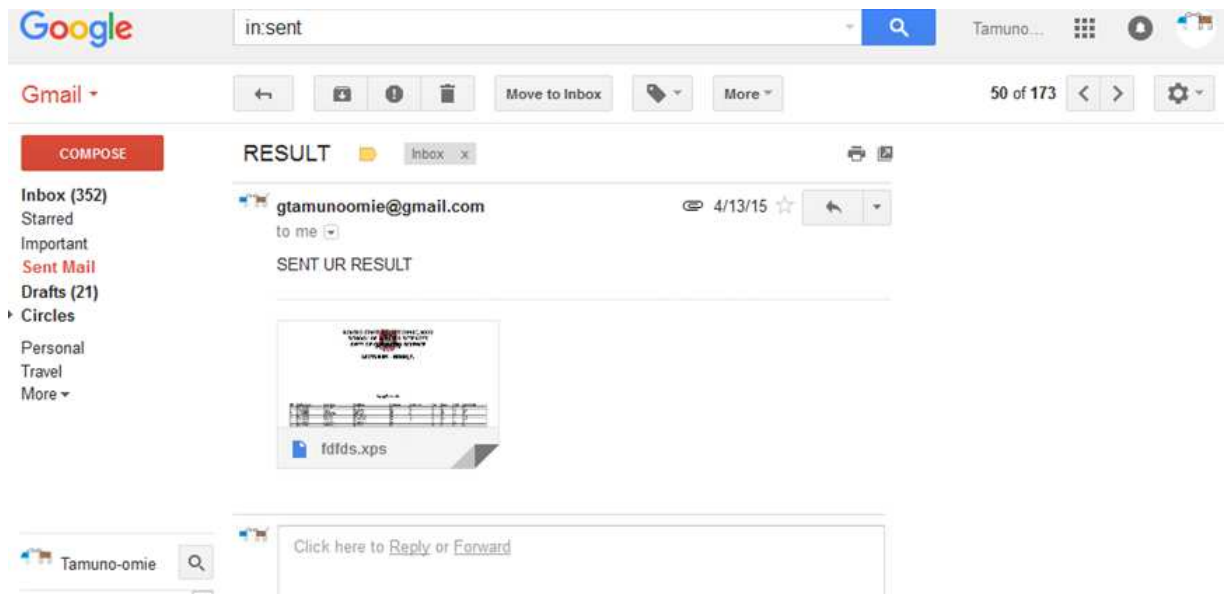 Google
in:sent
Tamuno...
Gmail
Move to Inbox
More
50 of 173
COMPOSE
RESULT
Inbox x
Inbox (352)
Starred
Important
Sent Mail
Drafts (21)
Circles
Personal
Travel
More
gtamunoomie@gmail.com
4/13/15
to me
SENT UR RESULT
fdfds.xps
Click here to Reply or Forward
Tamuno-omie